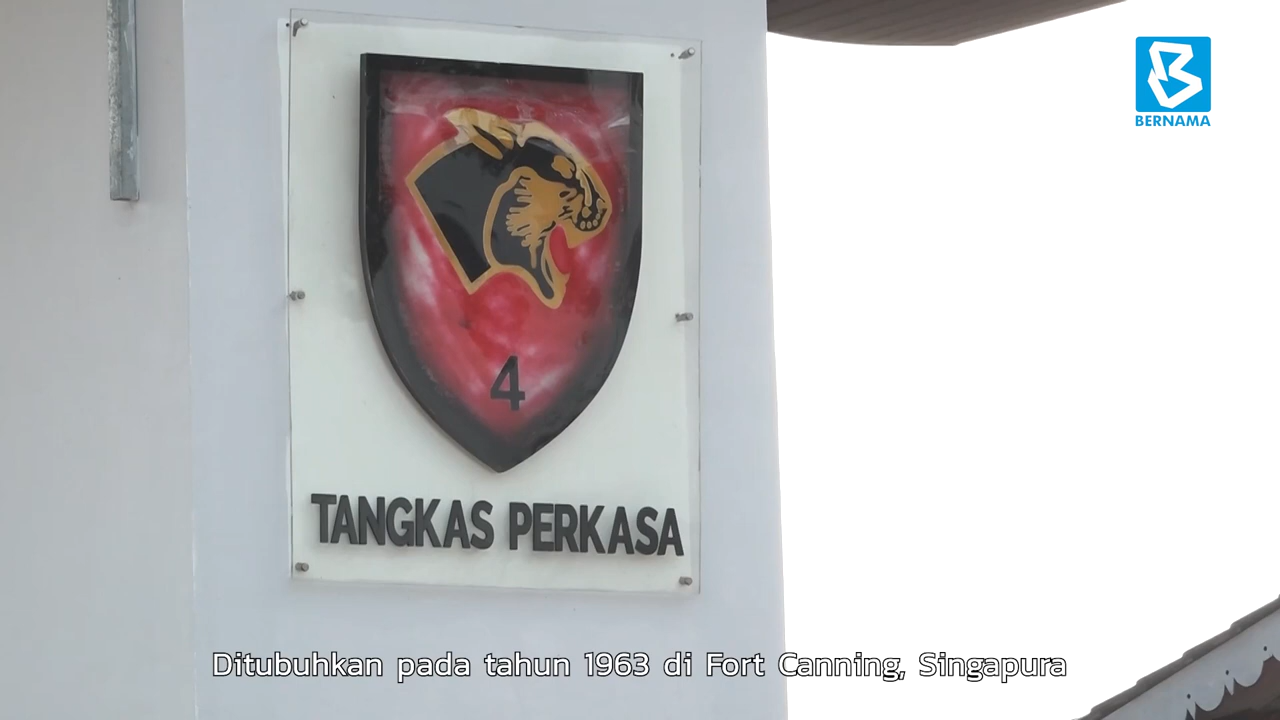 BERNAMA
4
TANGKAS PERKASA
Ditubuhkan pada tahun 1963 di Fort Canning, Singapura